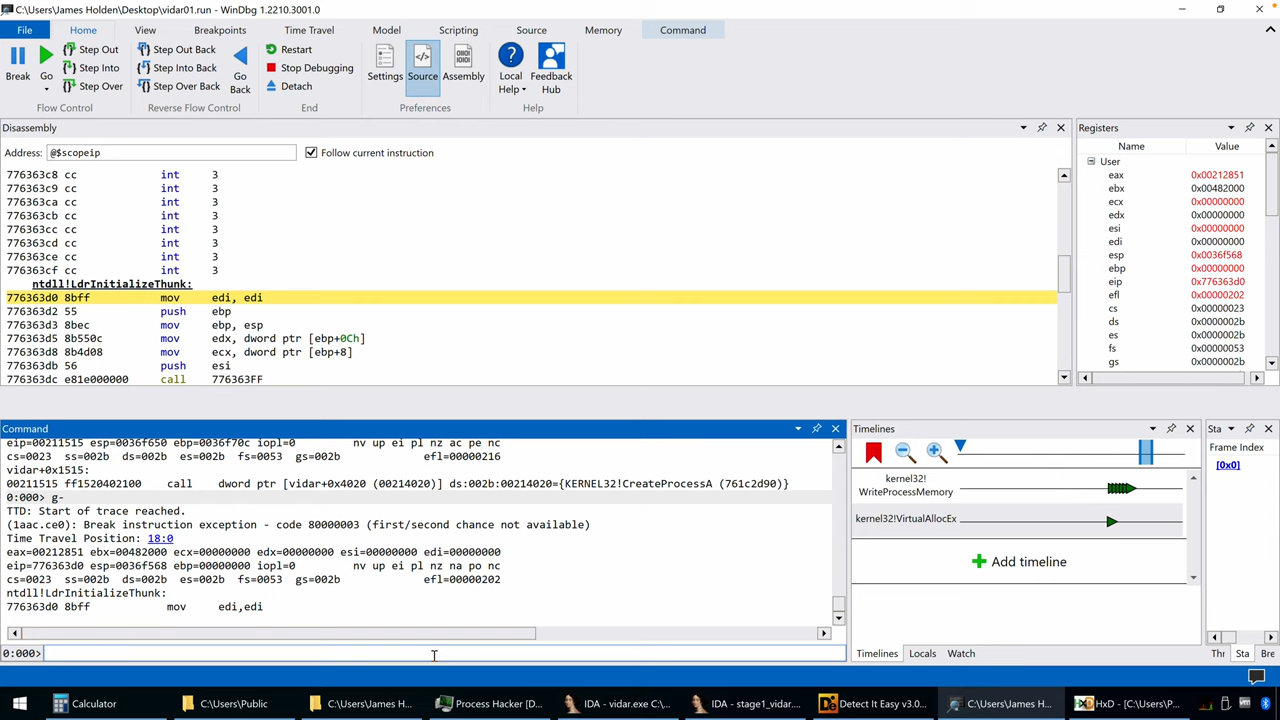 C:\Users\James Holden\Desktop\vidar01.run - WinDbg 1.2210.3001.0
File Home View Breakpoints Time Travel Model Scripting Source Memory Command
Break Go Step Out Step Into Step Over
Step Out Back Step Into Back Step Over Back Go Back
Restart Stop Debugging Detach
Settings Source Assembly
Local Help Feedback Hub
Flow Control Reverse Flow Control End Preferences Help
Disassembly
Address: @$scopeip Follow current instruction
776363c8 cc int 3
776363c9 cc int 3
776363ca cc int 3
776363cb cc int 3
776363cc cc int 3
776363cd cc int 3
776363ce cc int 3
776363cf cc int 3
ntdll!LdrInitializeThunk:
776363d0 8bff mov edi, edi
776363d2 55 push ebp
776363d3 8bec mov ebp, esp
776363d5 8b550c mov edx, dword ptr [ebp+0Ch]
776363d8 8b4d08 mov ecx, dword ptr [ebp+8]
776363db 56 push esi
776363dc e81e000000 call 776363FF
Registers
Name Value
User
eax 0x00212851
ebx 0x00482000
ecx 0x00000000
edx 0x00000000
esi 0x00000000
edi 0x00000000
esp 0x0036f568
ebp 0x00000000
eip 0x776363d0
efl 0x00000202
cs 0x00000023
ds 0x0000002b
es 0x0000002b
fs 0x00000053
gs 0x0000002b
Command
eip=00211515 esp=0036f650 ebp=0036f70c iopl=0 nv up ei pl nz ac pe nc
cs=0023 ss=002b ds=002b es=002b fs=0053 gs=002b efl=00000216
vidar+0x1515:
00211515 ff1520402100 call dword ptr [vidar+0x4020 (00214020)] ds:002b:00214020={KERNEL32!CreateProcessA (761c2d90)}
0:000> g-
TTD: Start of trace reached.
(1aac.ce0): Break instruction exception - code 80000003 (first/second chance not available)
Time Travel Position: 18:0
eax=00212851 ebx=00482000 ecx=00000000 edx=00000000 esi=00000000 edi=00000000
eip=776363d0 esp=0036f568 ebp=00000000 iopl=0 nv up ei pl nz na po nc
cs=0023 ss=002b ds=002b es=002b fs=0053 gs=002b efl=00000202
ntdll!LdrInitializeThunk:
776363d0 8bff mov edi,edi
0:000>
Timelines
kernel32!
WriteProcessMemory
kernel32!VirtualAllocEx
Add timeline
Timelines Locals Watch
Sta
Frame Index
[0x0]
Thr Sta Bre
Calculator C:\Users\Public C:\Users\James H... Process Hacker [D... IDA - vidar.exe C:\... IDA - stage1_vidar.... Detect It Easy v3.0... C:\Users\James H... HxD - [C:\Users\P...